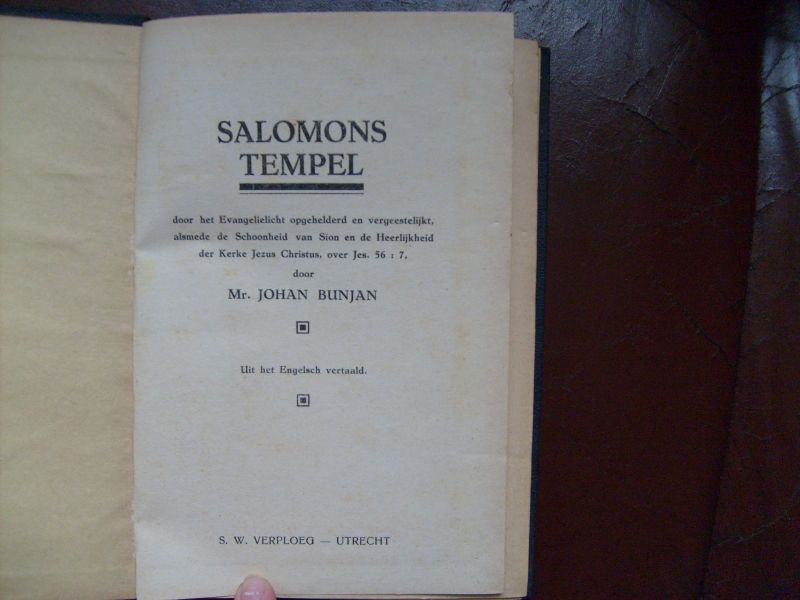 SALOMONS
TEMPEL
door het Evangelielicht opgehelderd en vergeestelijkt,
alsmede de Schoonheid van Sion en de Heerlijkheid
der Kerke Jezus Christus, over Jes. 56 : 7,
door
Mr. JOHAN BUNJAN
Uit het Engelsch vertaald.
S. W. VERPLOEG — UTRECHT